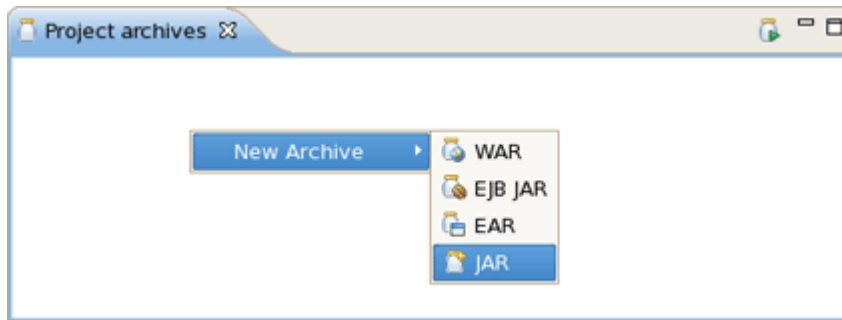 Project archives
New Archive
WAR
EJB JAR
EAR
JAR